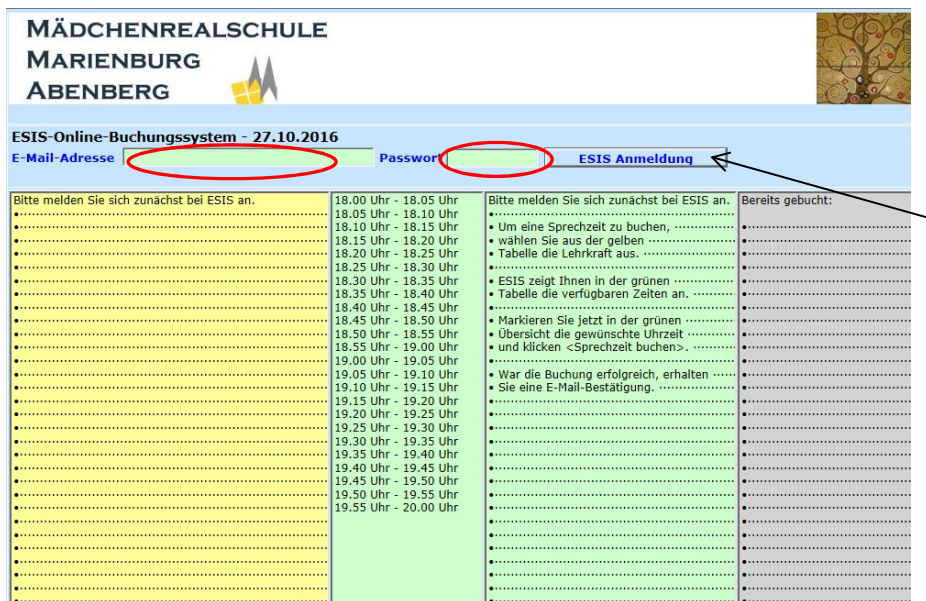 MÄDCHENREALSCHULE
MARIENBURG
ABENBERG
ESIS-Online-Buchungssystem - 27.10.2016
E-Mail-Adresse Passwort ESIS Anmeldung
Bitte melden Sie sich zunächst bei ESIS an.
18.00 Uhr - 18.05 Uhr
18.05 Uhr - 18.10 Uhr
18.10 Uhr - 18.15 Uhr
18.15 Uhr - 18.20 Uhr
18.20 Uhr - 18.25 Uhr
18.25 Uhr - 18.30 Uhr
18.30 Uhr - 18.35 Uhr
18.35 Uhr - 18.40 Uhr
18.40 Uhr - 18.45 Uhr
18.45 Uhr - 18.50 Uhr
18.50 Uhr - 18.55 Uhr
18.55 Uhr - 19.00 Uhr
19.00 Uhr - 19.05 Uhr
19.05 Uhr - 19.10 Uhr
19.10 Uhr - 19.15 Uhr
19.15 Uhr - 19.20 Uhr
19.20 Uhr - 19.25 Uhr
19.25 Uhr - 19.30 Uhr
19.30 Uhr - 19.35 Uhr
19.35 Uhr - 19.40 Uhr
19.40 Uhr - 19.45 Uhr
19.45 Uhr - 19.50 Uhr
19.50 Uhr - 19.55 Uhr
19.55 Uhr - 20.00 Uhr
Bitte melden Sie sich zunächst bei ESIS an.
• Um eine Sprechzeit zu buchen,
• wählen Sie aus der gelben
• Tabelle die Lehrkraft aus.
• ESIS zeigt Ihnen in der grünen
• Tabelle die verfügbaren Zeiten an.
• Markieren Sie jetzt in der grünen
• Übersicht die gewünschte Uhrzeit
• und klicken <Sprechzeit buchen>.
• War die Buchung erfolgreich, erhalten
• Sie eine E-Mail-Bestätigung.
Bereits gebucht: